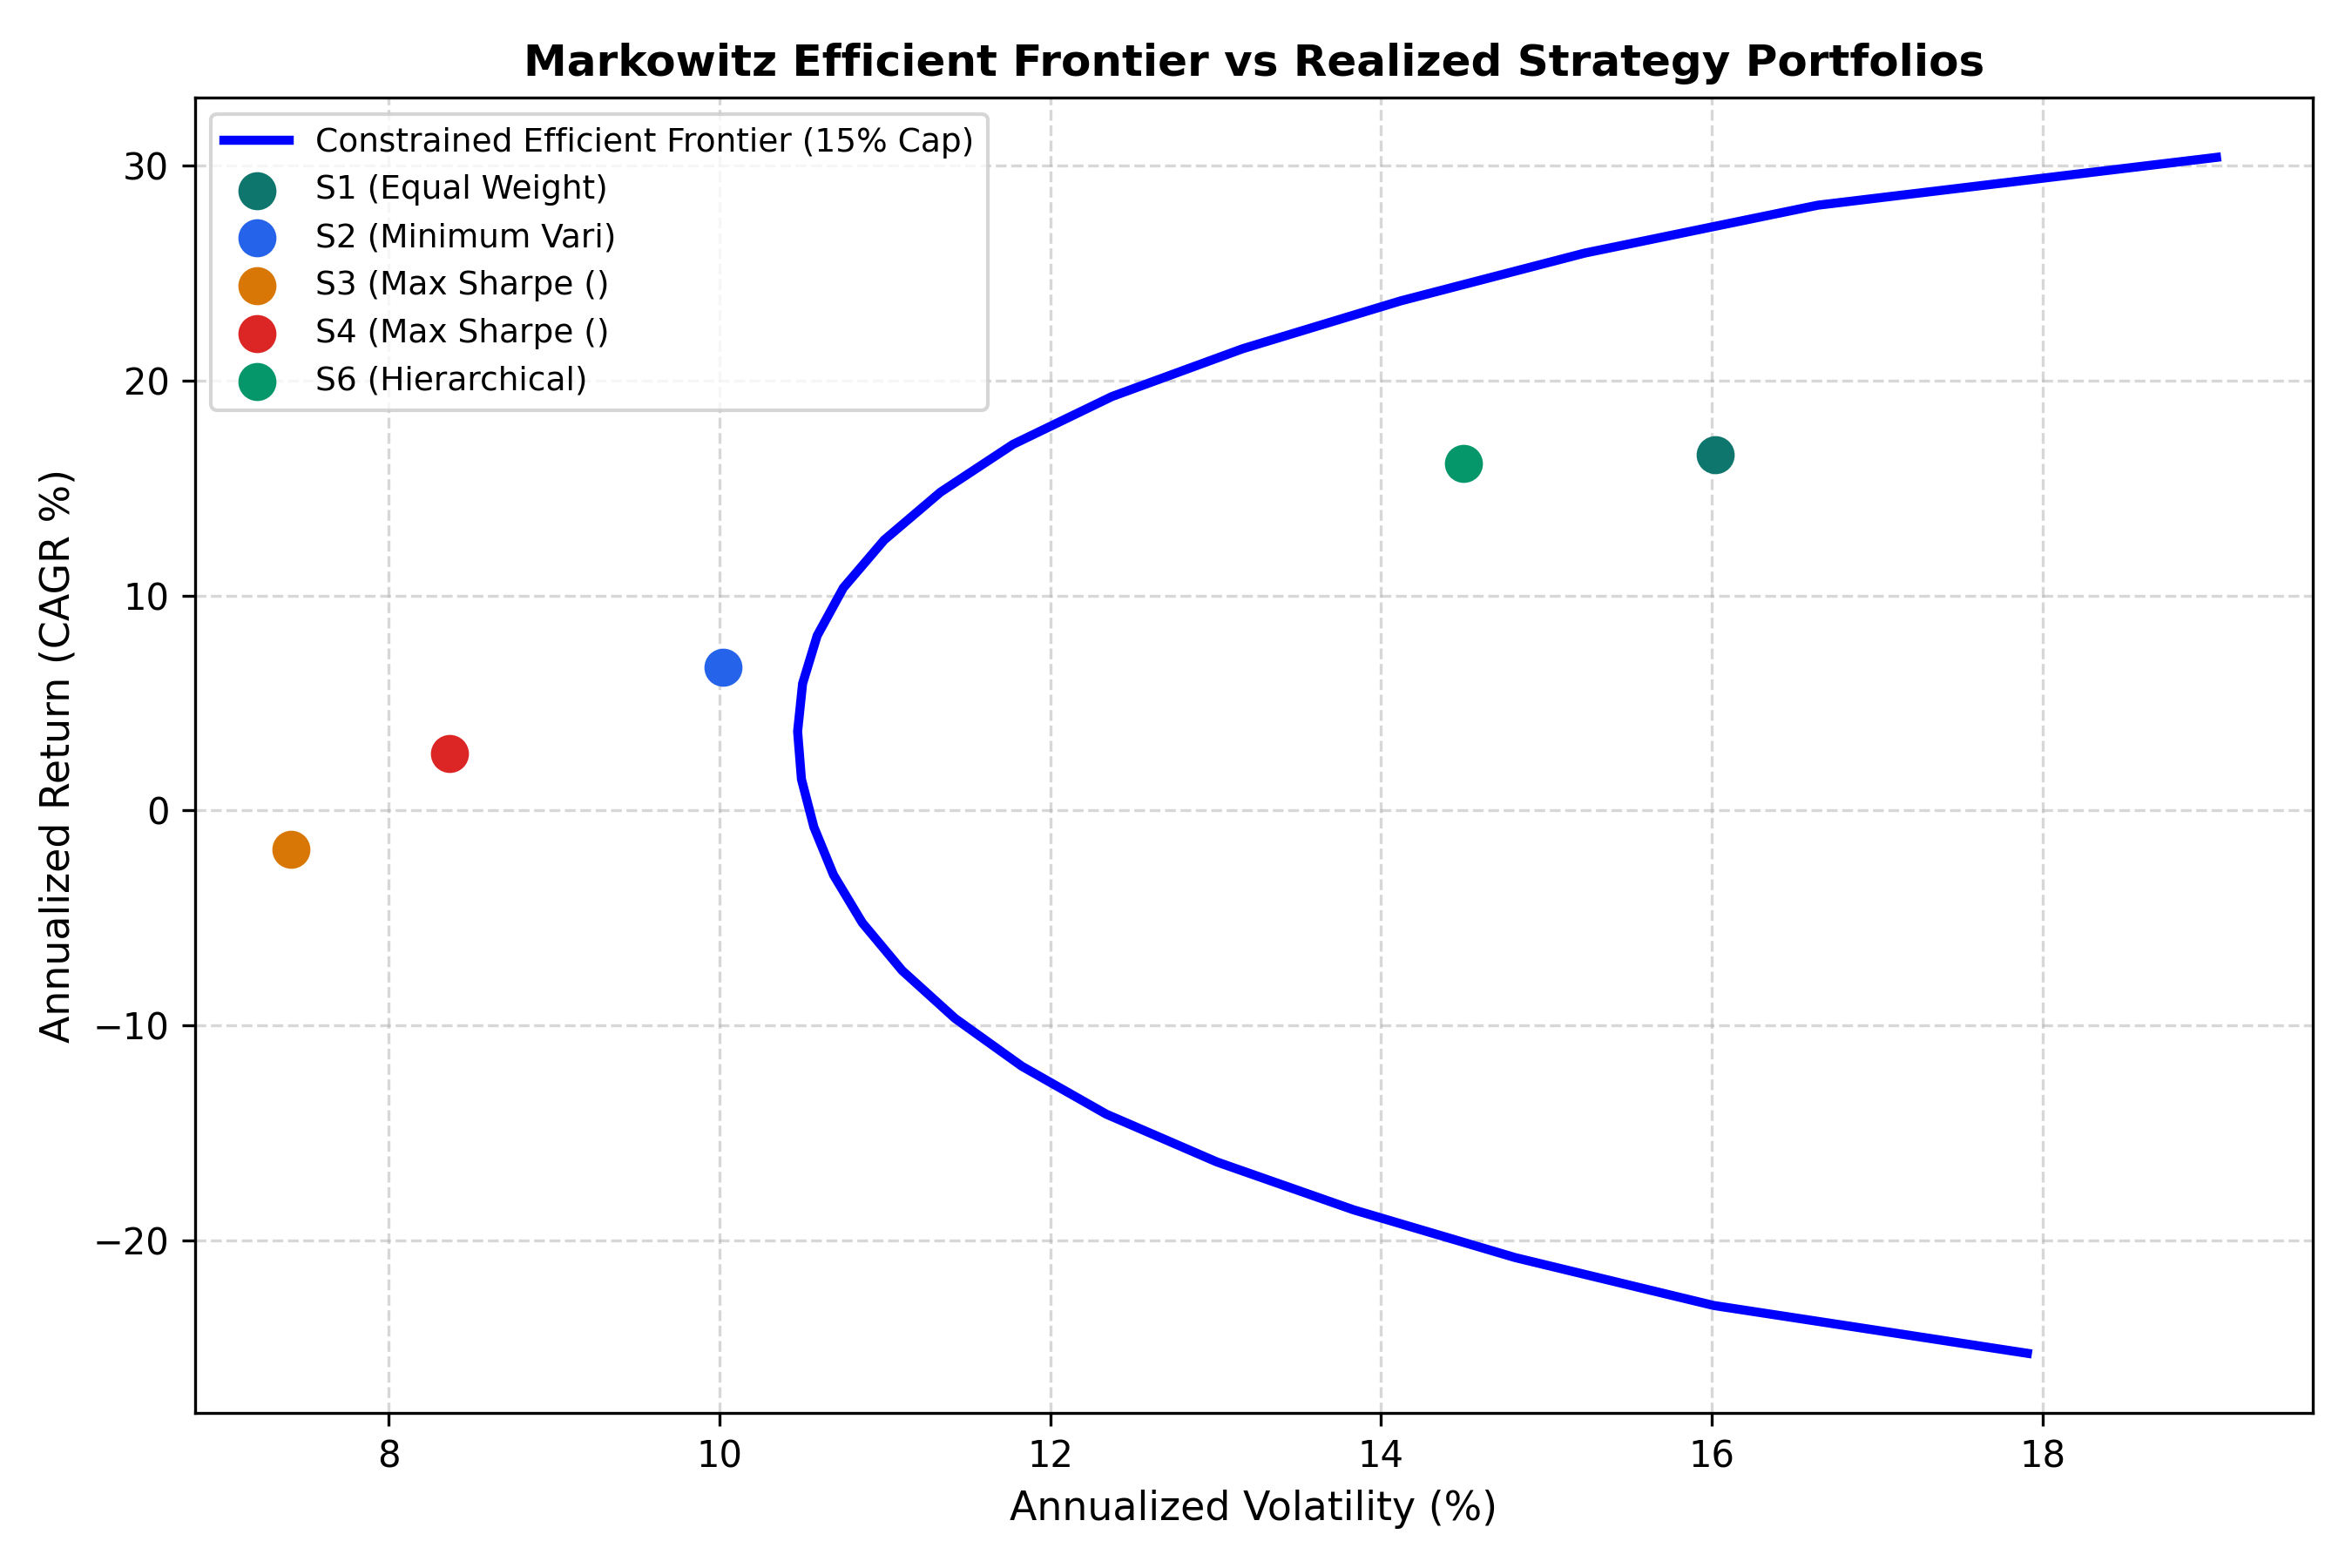 Markowitz Efficient Frontier vs Realized Strategy Portfolios
Constrained Efficient Frontier (15% Cap)
S1 (Equal Weight)
S2 (Minimum Vari)
S3 (Max Sharpe ()
S4 (Max Sharpe ()
S6 (Hierarchical)
Annualized Return (CAGR %)
30
20
10
0
−10
−20
8 10 12 14 16 18
Annualized Volatility (%)